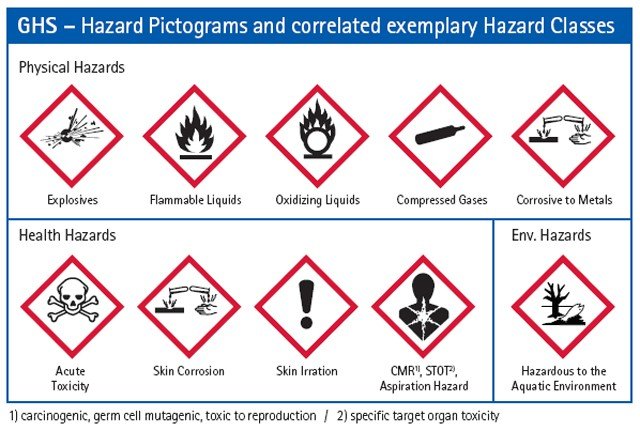 GHS – Hazard Pictograms and correlated exemplary Hazard Classes
Physical Hazards
Explosives
Flammable Liquids
Oxidizing Liquids
Compressed Gases
Corrosive to Metals
Health Hazards
Acute
Toxicity
Skin Corrosion
Skin Irration
CMR¹⁾, STOT²⁾,
Aspiration Hazard
Env. Hazards
Hazardous to the
Aquatic Environment
1) carcinogenic, germ cell mutagenic, toxic to reproduction / 2) specific target organ toxicity